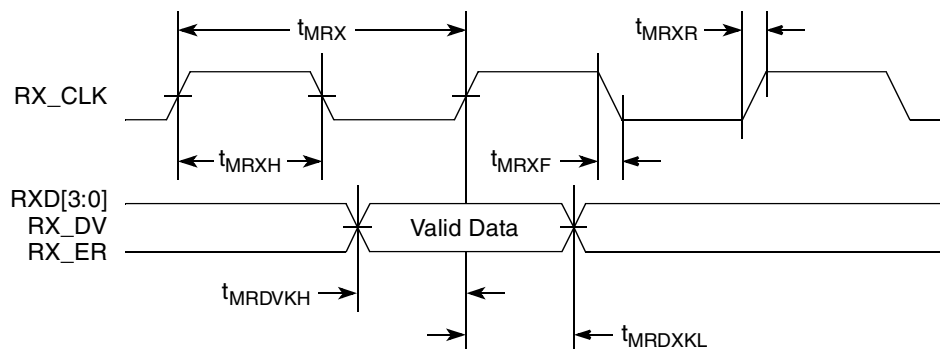 tMRX
tMRXR
RX_CLK
tMRXH
tMRXF
RXD[3:0]
RX_DV
RX_ER
Valid Data
tMRDVKH
tMRDXKL